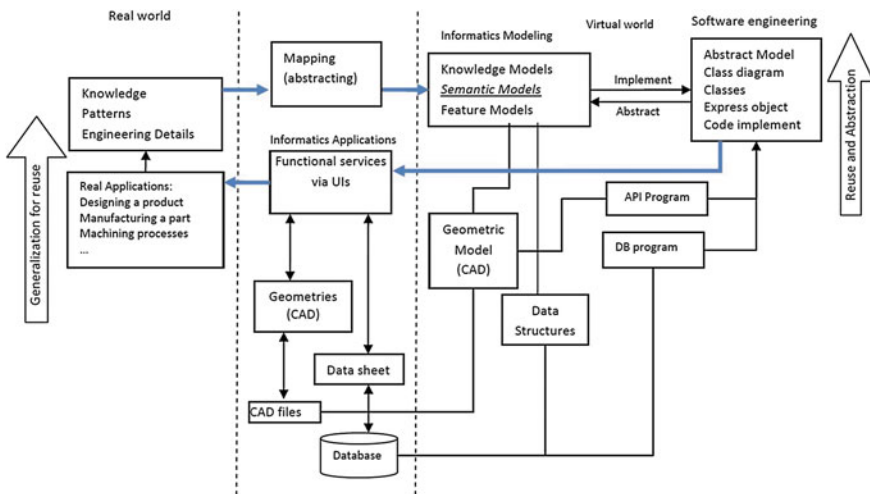 Real world
Informatics Modeling
Virtual world
Software engineering
Generalization for reuse
Knowledge
Patterns
Engineering Details
Real Applications:
Designing a product
Manufacturing a part
Machining processes
...
Mapping
(abstracting)
Informatics Applications
Functional services
via UIs
Geometries
(CAD)
Data sheet
CAD files
Database
Knowledge Models
Semantic Models
Feature Models
Implement
Abstract
Geometric
Model
(CAD)
Data
Structures
API Program
DB program
Abstract Model
Class diagram
Classes
Express object
Code implement
Reuse and Abstraction